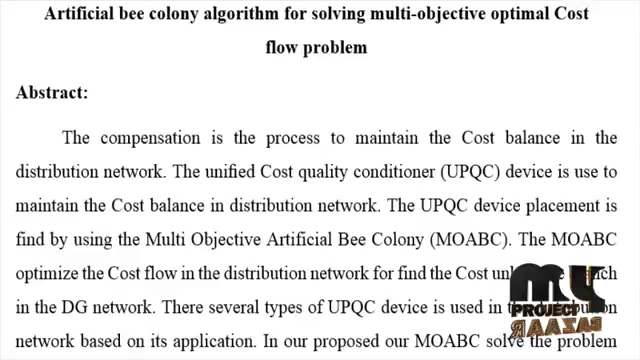 Artificial bee colony algorithm for solving multi-objective optimal Cost
flow problem
Abstract:
The compensation is the process to maintain the Cost balance in the
distribution network. The unified Cost quality conditioner (UPQC) device is use to
maintain the Cost balance in distribution network. The UPQC device placement is
find by using the Multi Objective Artificial Bee Colony (MOABC). The MOABC
optimize the Cost flow in the distribution network for find the Cost
in the DG network. There several types of UPQC device is used in
network based on its application. In our proposed our MOABC solve the problem
MY
PROJECT
BAZAAR